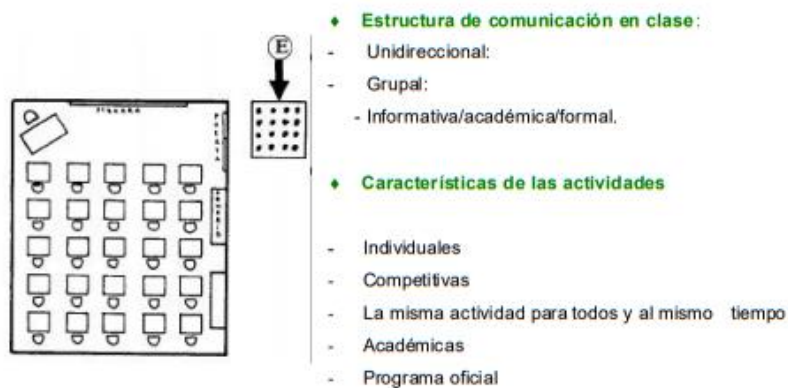 ♦ Estructura de comunicación en clase:
- Unidireccional:
- Grupal:
- Informativa/académica/formal.
♦ Características de las actividades
- Individuales
- Competitivas
- La misma actividad para todos y al mismo tiempo
- Académicas
- Programa oficial
E